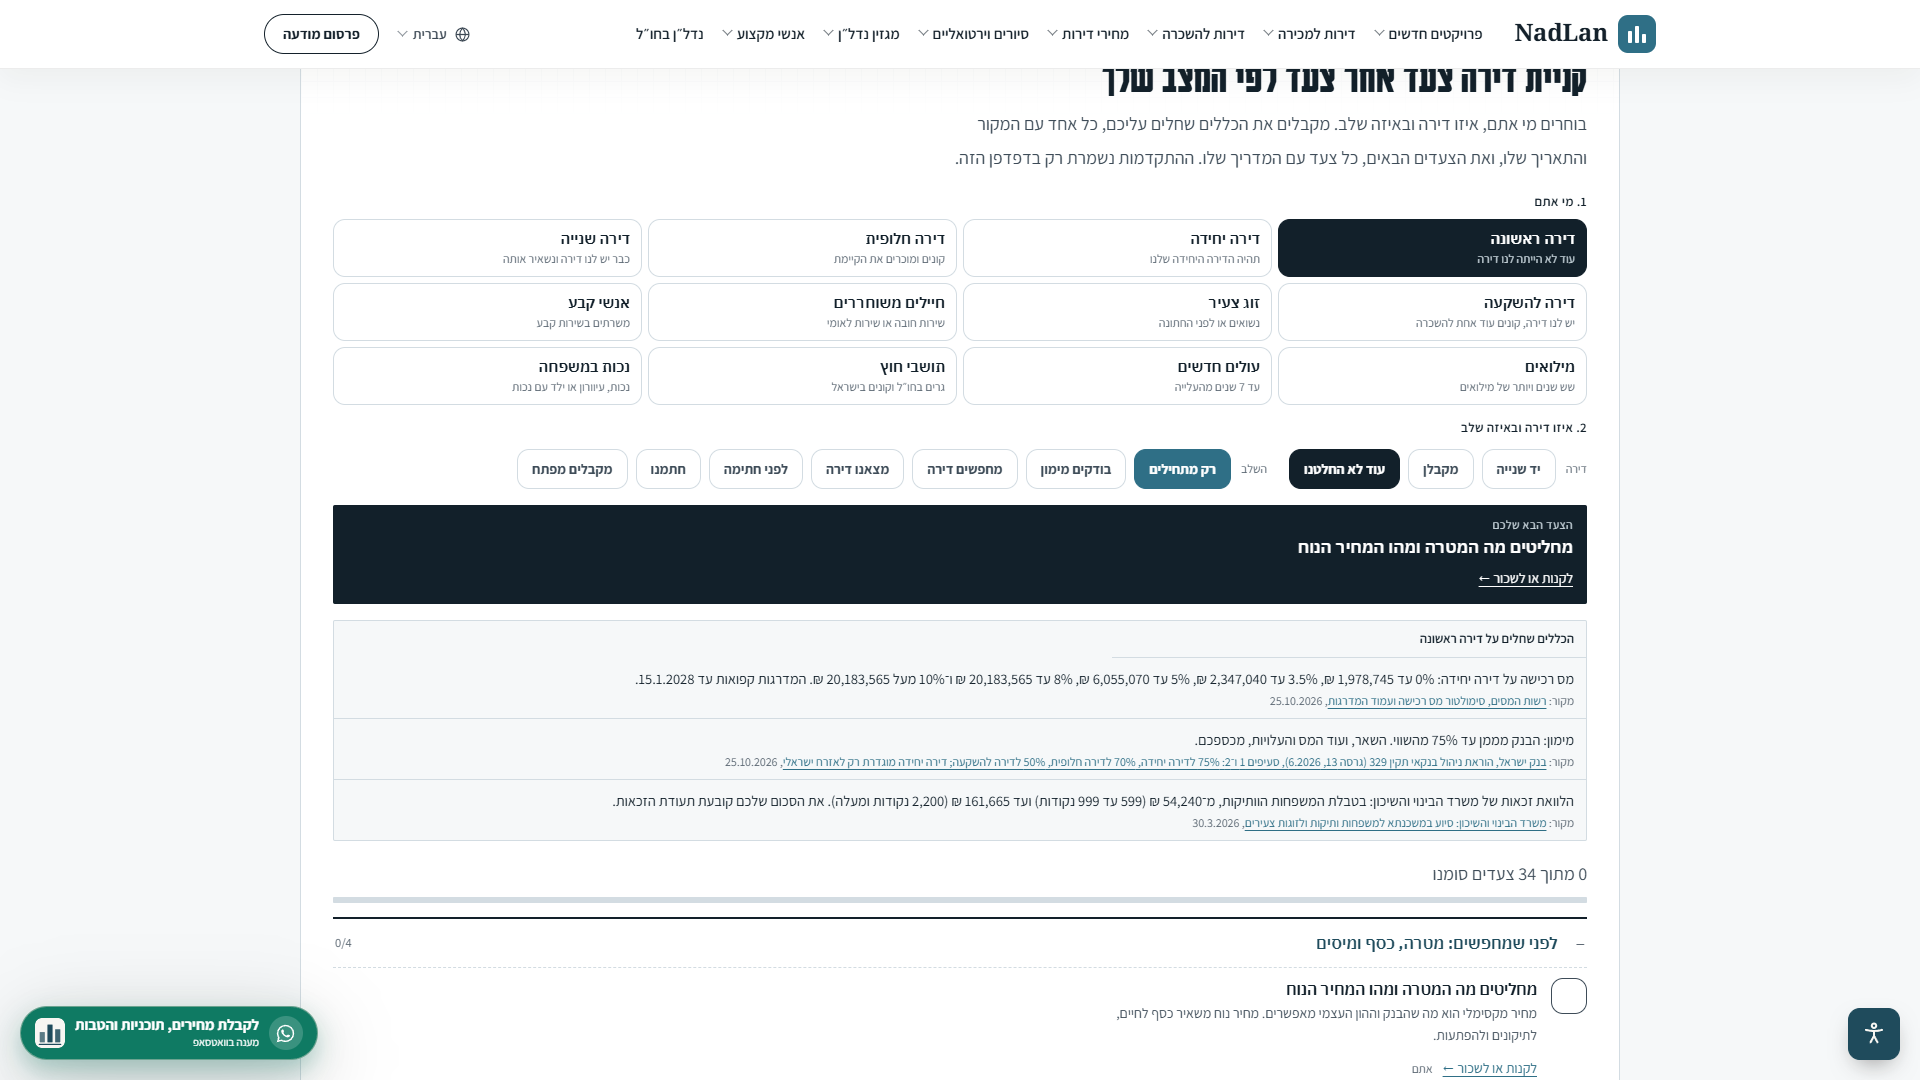 NadLan
פרויקטים חדשים
דירות למכירה
דירות להשכרה
מחירי דירות
סיורים וירטואליים
מגזין נדל״ן
אנשי מקצוע
נדל״ן בחו״ל
עברית
פרסום מודעה
קניית דירה צעד אחר צעד לפי המצב שלך
בוחרים מי אתם, איזו דירה ובאיזה שלב. מקבלים את הכללים שחלים עליכם, כל אחד עם המקור
והתאריך שלו, ואת הצעדים הבאים, כל צעד עם המדריך שלו. ההתקדמות נשמרת רק בדפדפן הזה.
1. מי אתם
דירה ראשונה
עוד לא הייתה לנו דירה
דירה יחידה
תהיה הדירה היחידה שלנו
דירה חלופית
קונים ומוכרים את הקיימת
דירה שנייה
כבר יש לנו דירה ונשאיר אותה
דירה להשקעה
יש לנו דירה, קונים עוד אחת להשכרה
זוג צעיר
נשואים או לפני החתונה
חיילים משוחררים
שירות חובה או שירות לאומי
אנשי קבע
משרתים בשירות קבע
מילואים
שש שנים ויותר של מילואים
עולים חדשים
עד 7 שנים מהעלייה
תושבי חוץ
גרים בחו״ל וקונים בישראל
נכות במשפחה
נכות, עיוורון או ילד עם נכות
2. איזו דירה ובאיזה שלב
דירה
יד שנייה
מקבלן
עוד לא החלטנו
השלב
רק מתחילים
בודקים מימון
מחפשים דירה
מצאנו דירה
לפני חתימה
חתמנו
מקבלים מפתח
הצעד הבא שלכם
מחליטים מה המטרה ומהו המחיר הנוח
לקנות או לשכור ←
הכללים שחלים על דירה ראשונה
מס רכישה על דירה יחידה: 0% עד 1,978,745 ₪, 3.5% עד 2,347,040 ₪, 5% עד 6,055,070 ₪, 8% עד 20,183,565 ₪ ו־10% מעל 20,183,565 ₪. המדרגות קפואות עד 15.1.2028.
מקור: רשות המסים, סימולטור מס רכישה ועמוד המדרגות, 25.10.2026
מימון: הבנק מממן עד 75% מהשווי. השאר, ועוד המס והעלויות, מכספכם.
מקור: בנק ישראל, הוראת ניהול בנקאי תקין 329 (גרסה 13, 6.2026), סעיפים 1 ו־2: 75% לדירה יחידה, 70% לדירה חלופית, 50% לדירה להשקעה; דירה יחידה מוגדרת רק לאזרח ישראלי, 25.10.2026
הלוואת זכאות של משרד הבינוי והשיכון: בטבלת המשפחות הוותיקות, מ־54,240 ₪ (599 עד 999 נקודות) ועד 161,665 ₪ (2,200 נקודות ומעלה). את הסכום שלכם קובעת תעודת הזכאות.
מקור: משרד הבינוי והשיכון: סיוע במשכנתא למשפחות ותיקות ולזוגות צעירים, 30.3.2026
0 מתוך 34 צעדים סומנו
– לפני שמחפשים: מטרה, כסף ומיסים
0/4
מחליטים מה המטרה ומהו המחיר הנוח
מחיר מקסימלי הוא מה שהבנק וההון העצמי מאפשרים. מחיר נוח משאיר כסף לחיים,
לתיקונים ולהפתעות.
לקנות או לשכור ←
אתם
לקבלת מחירים, תוכניות והטבות
מענה בוואטסאפ